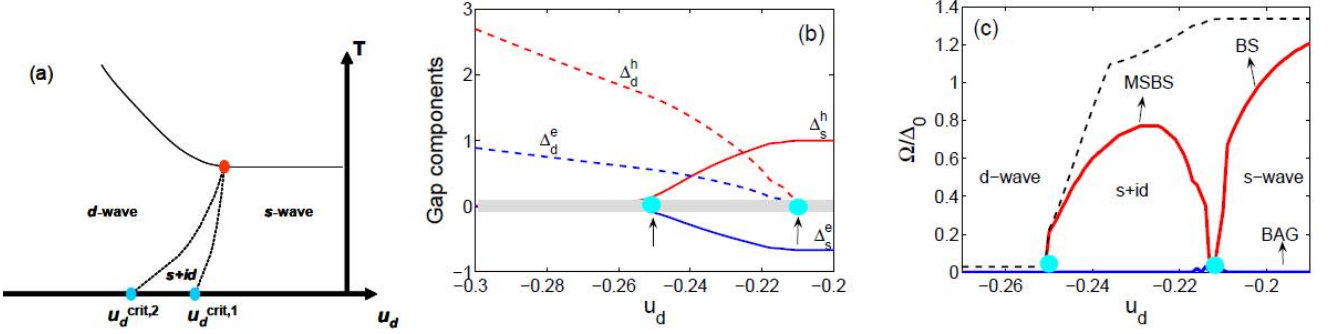 (a)
T
d-wave
s-wave
s+id
u_d^crit,2
u_d^crit,1
u_d
(b)
Gap components
3
2
1
0
−1
Δ_d^h
Δ_d^e
Δ_s^h
Δ_s^e
−0.3
−0.28
−0.26
−0.24
−0.22
−0.2
u_d
(c)
Ω/Δ_0
1.4
1.2
1
0.8
0.6
0.4
0.2
0
BS
MSBS
d−wave
s+id
s−wave
BAG
−0.26
−0.24
−0.22
−0.2
u_d